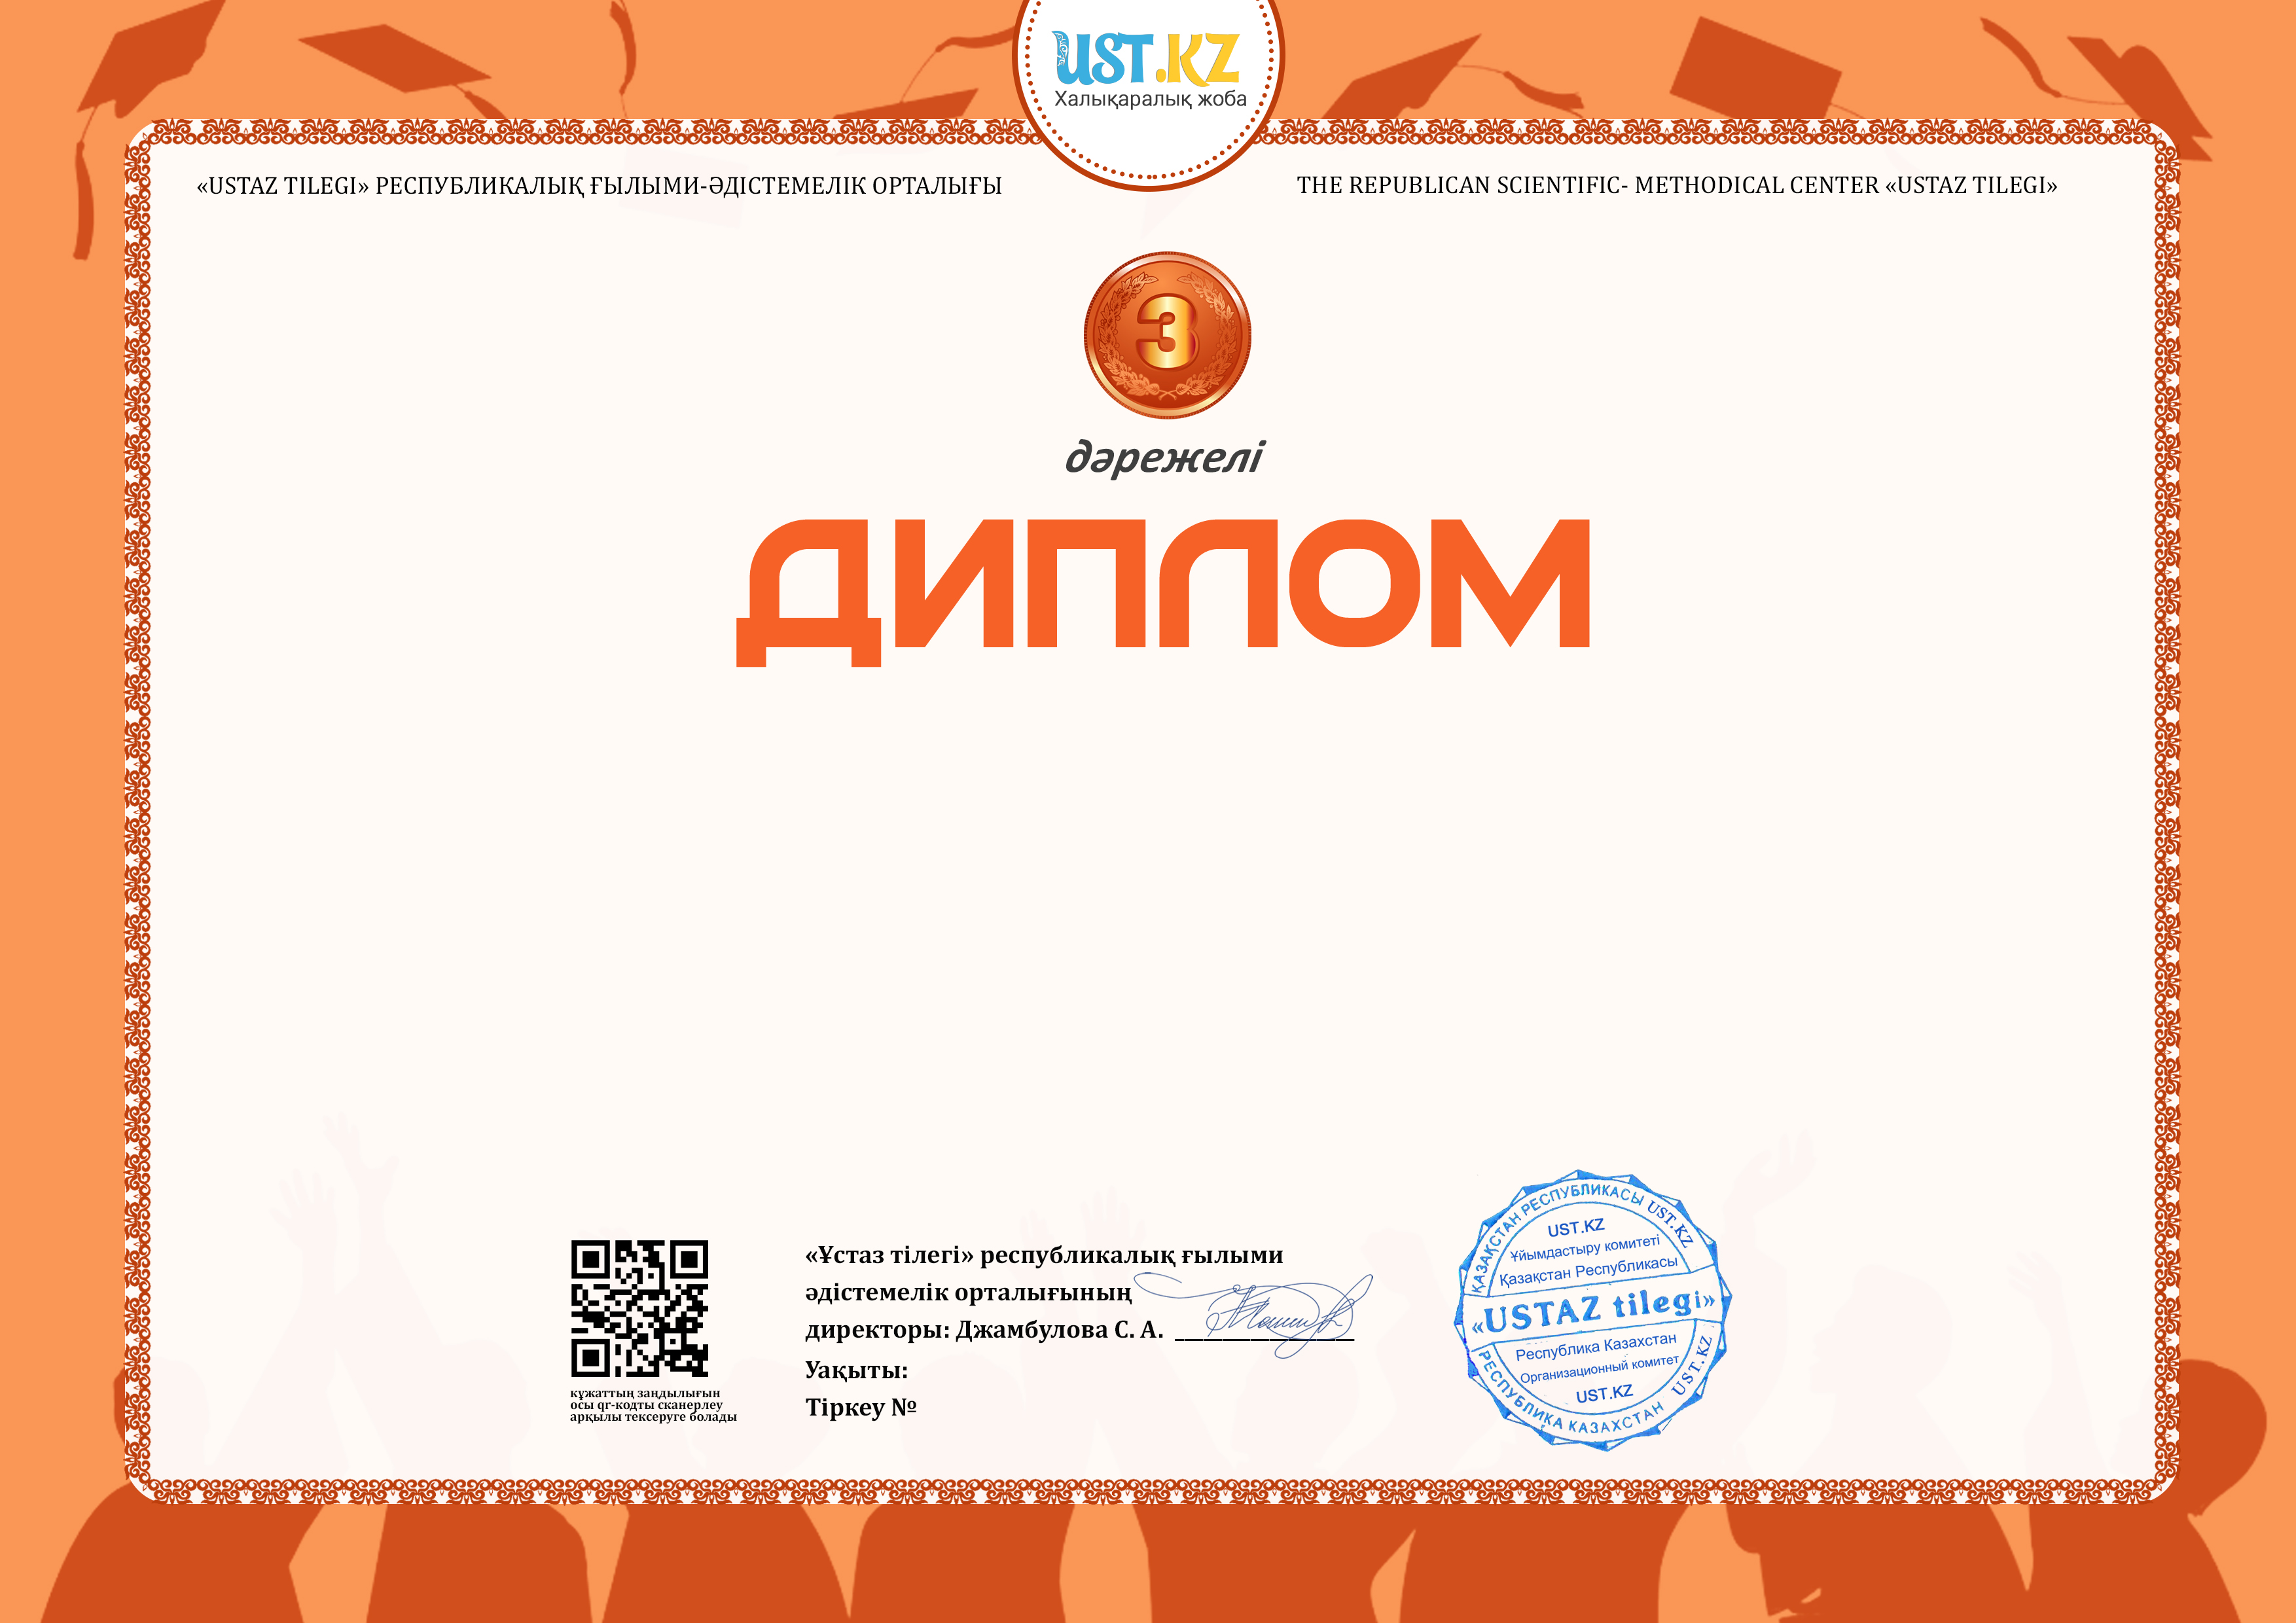 UST.KZ
Халықаралық жоба
«USTAZ TILEGI» РЕСПУБЛИКАЛЫҚ ҒЫЛЫМИ-ӘДІСТЕМЕЛІК ОРТАЛЫҒЫ
THE REPUBLICAN SCIENTIFIC- METHODICAL CENTER «USTAZ TILEGI»
3
дәрежелі
ДИПЛОМ
«Ұстаз тілегі» республикалық ғылыми
әдістемелік орталығының
директоры: Джамбулова С. А.
Уақыты:
Тіркеу №
құжаттың заңдылығын
осы qr-кодты сканерлеу
арқылы тексеруге болады
ҚАЗАҚСТАН РЕСПУБЛИКАСЫ UST.KZ
UST.KZ
Ұйымдастыру комитеті
Қазақстан Республикасы
«USTAZ tilegi»
Республика Казахстан
Организационный комитет
UST.KZ
РЕСПУБЛИКА КАЗАХСТАН UST.KZ